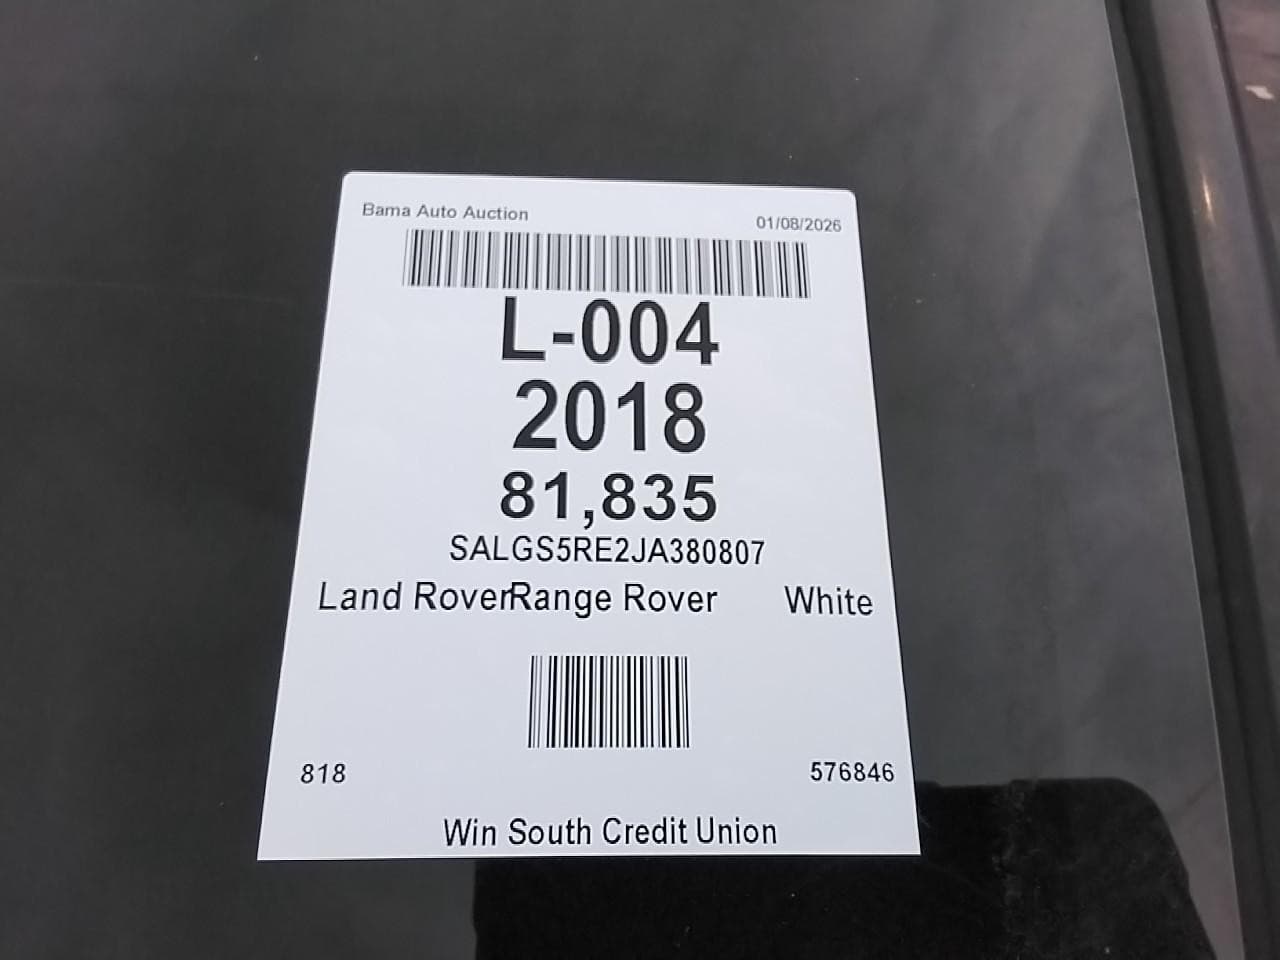 Bama Auto Auction 01/08/2026
L-004
2018
81,835
SALGS5RE2JA380807
Land RoverRange Rover White
818 576846
Win South Credit Union